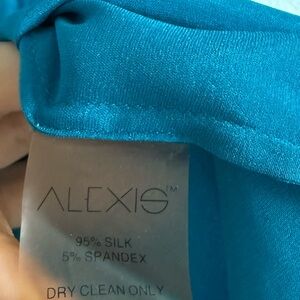 ALEXIS™
95% SILK
5% SPANDEX
DRY CLEAN ONLY